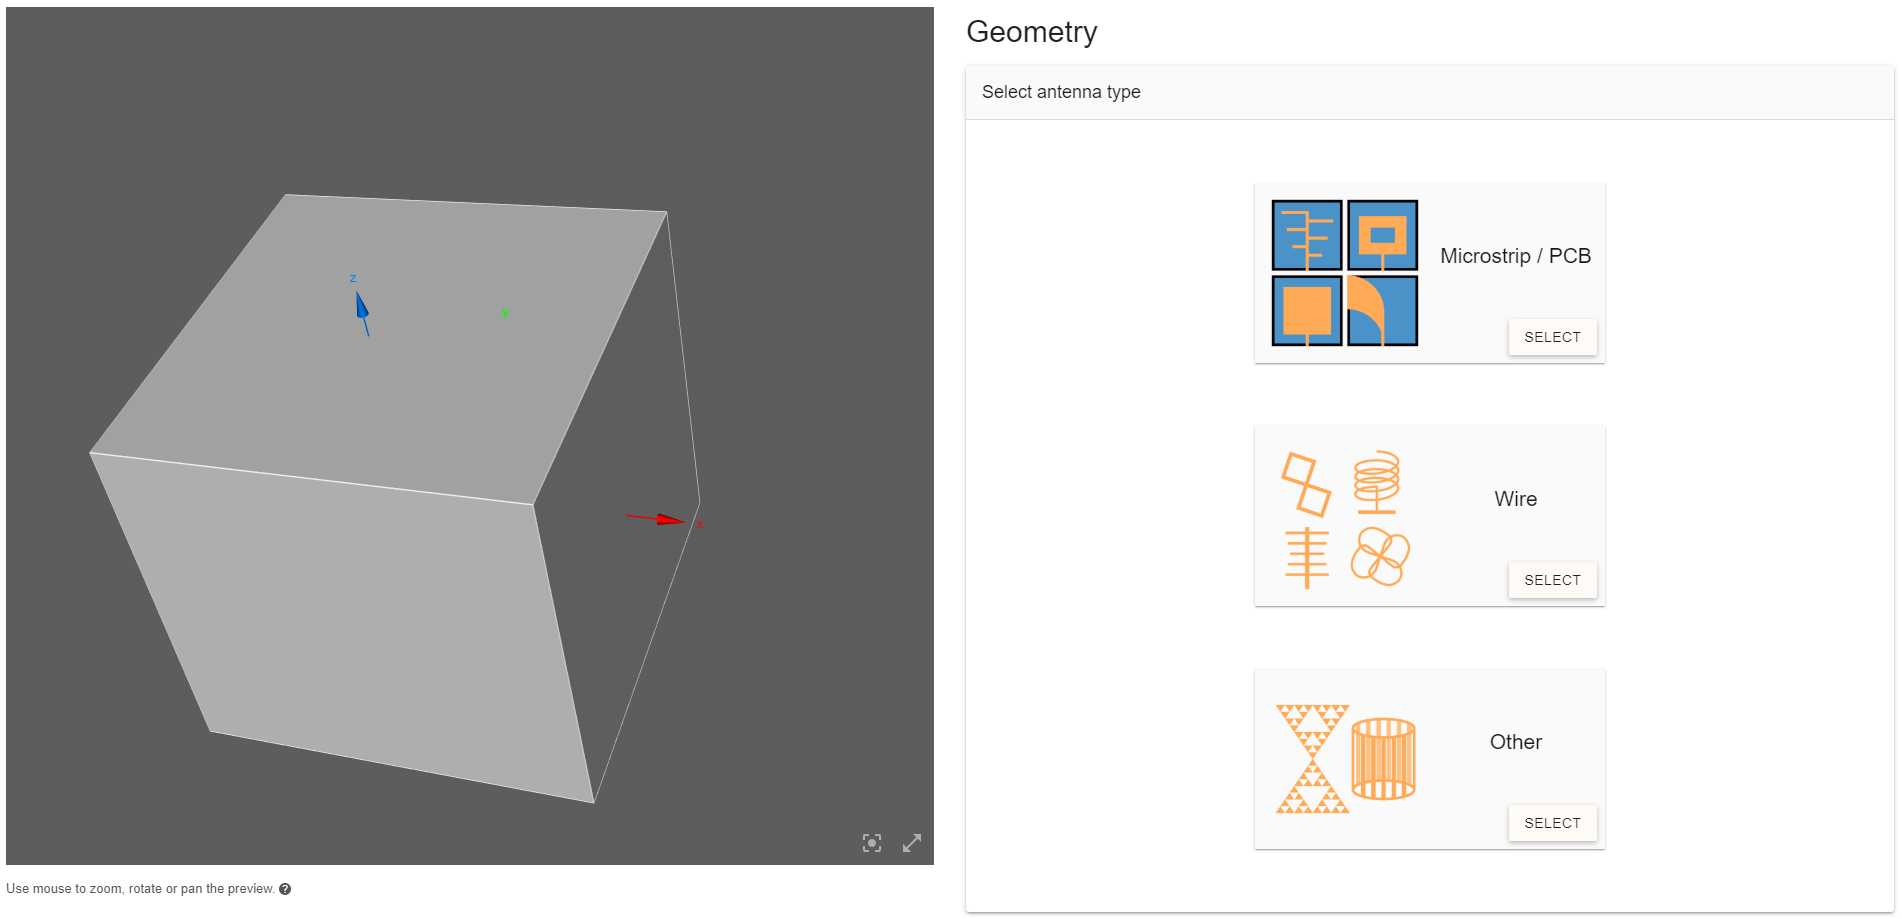 Geometry
Select antenna type
z
y
x
Microstrip / PCB
SELECT
Wire
SELECT
Other
SELECT
Use mouse to zoom, rotate or pan the preview. ?